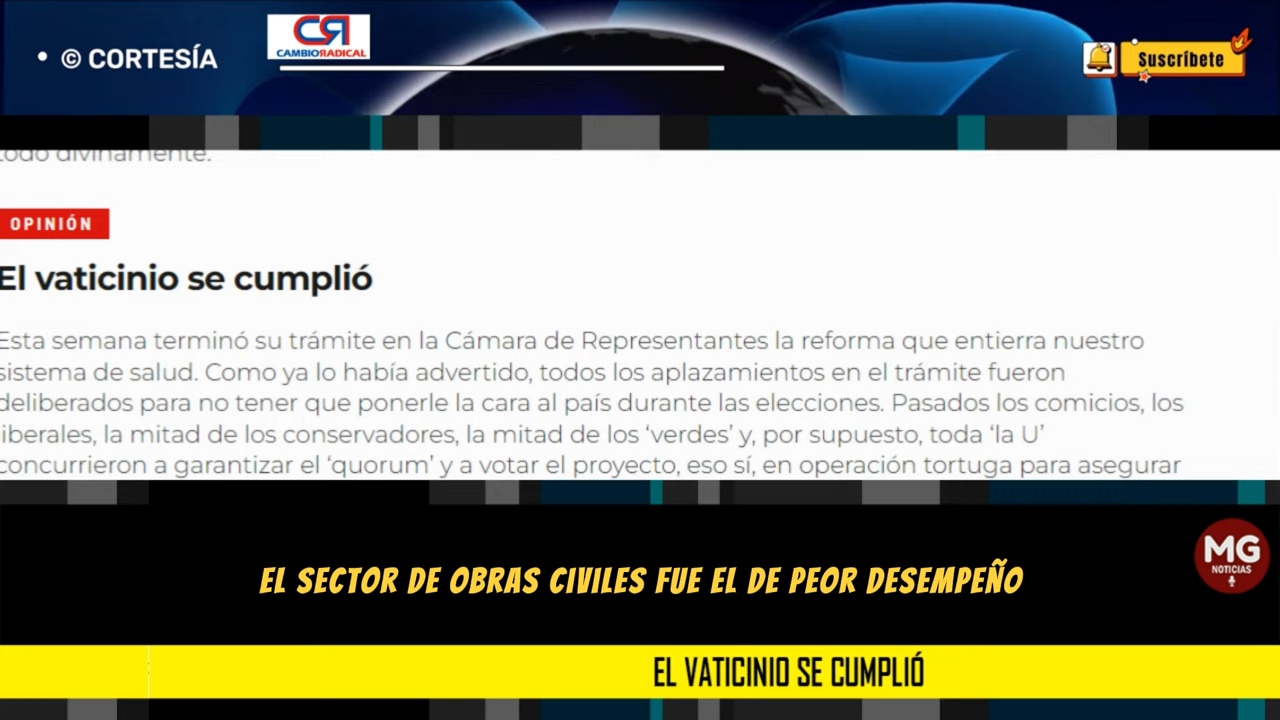 • © CORTESÍA
CR
CAMBIO RADICAL
Suscríbete
todo divinamente.
OPINIÓN
El vaticinio se cumplió
Esta semana terminó su trámite en la Cámara de Representantes la reforma que entierra nuestro
sistema de salud. Como ya lo había advertido, todos los aplazamientos en el trámite fueron
deliberados para no tener que ponerle la cara al país durante las elecciones. Pasados los comicios, los
liberales, la mitad de los conservadores, la mitad de los ‘verdes’ y, por supuesto, toda ‘la U’
concurrieron a garantizar el ‘quorum’ y a votar el proyecto, eso sí, en operación tortuga para asegurar
MG
NOTICIAS
EL SECTOR DE OBRAS CIVILES FUE EL DE PEOR DESEMPEÑO
EL VATICINIO SE CUMPLIÓ